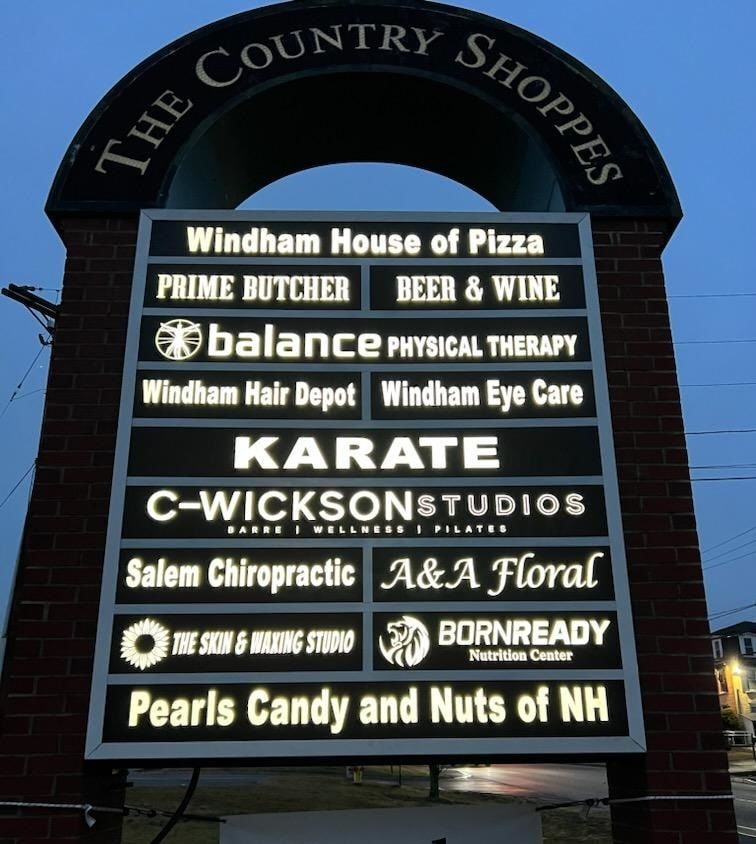 THE COUNTRY SHOPPES
Windham House of Pizza
PRIME BUTCHER
BEER & WINE
balance PHYSICAL THERAPY
Windham Hair Depot
Windham Eye Care
KARATE
C-WICKSON STUDIOS
BARRE | WELLNESS | PILATES
Salem Chiropractic
A&A Floral
THE SKIN & WAXING STUDIO
BORNREADY
Nutrition Center
Pearls Candy and Nuts of NH